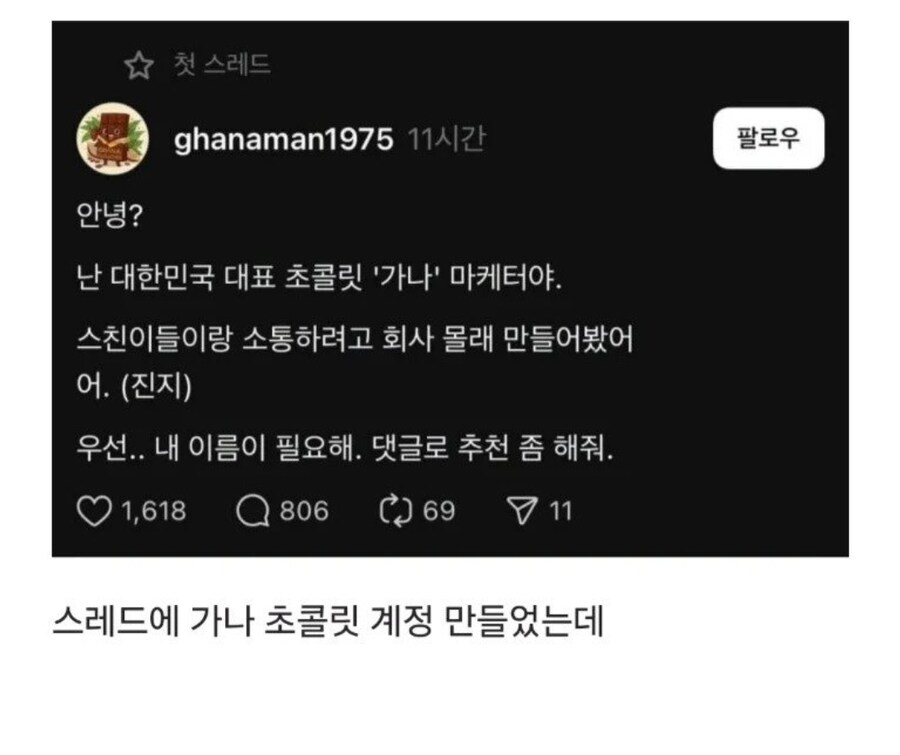 첫 스레드
ghanaman1975 11시간
팔로우
안녕?
난 대한민국 대표 초콜릿 '가나' 마케터야.
스친이들이랑 소통하려고 회사 몰래 만들어봤어
어. (진지)
우선.. 내 이름이 필요해. 댓글로 추천 좀 해줘.
1,618 806 69 11
스레드에 가나 초콜릿 계정 만들었는데